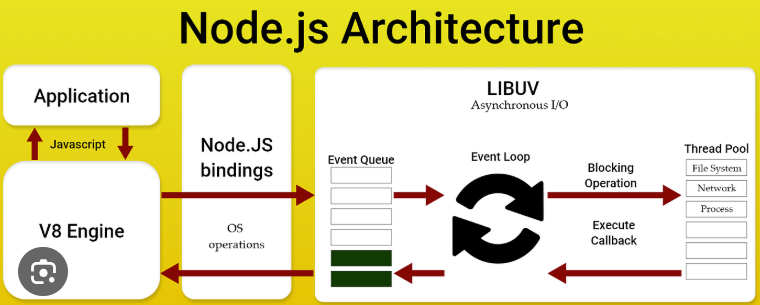 Node.js Architecture
Application
Javascript
V8 Engine
Node.JS
bindings
OS
operations
LIBUV
Asynchronous I/O
Event Queue
Event Loop
Blocking
Operation
Execute
Callback
Thread Pool
File System
Network
Process